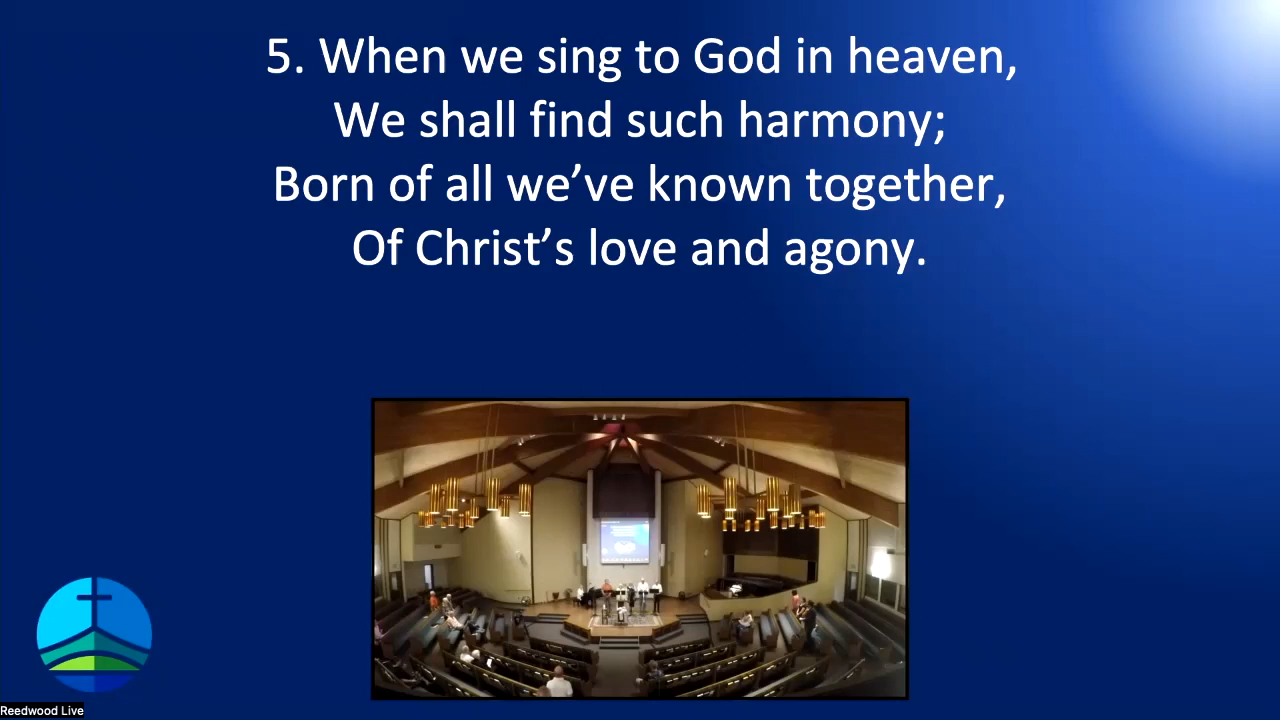 5. When we sing to God in heaven,
We shall find such harmony;
Born of all we’ve known together,
Of Christ’s love and agony.
Reedwood Live